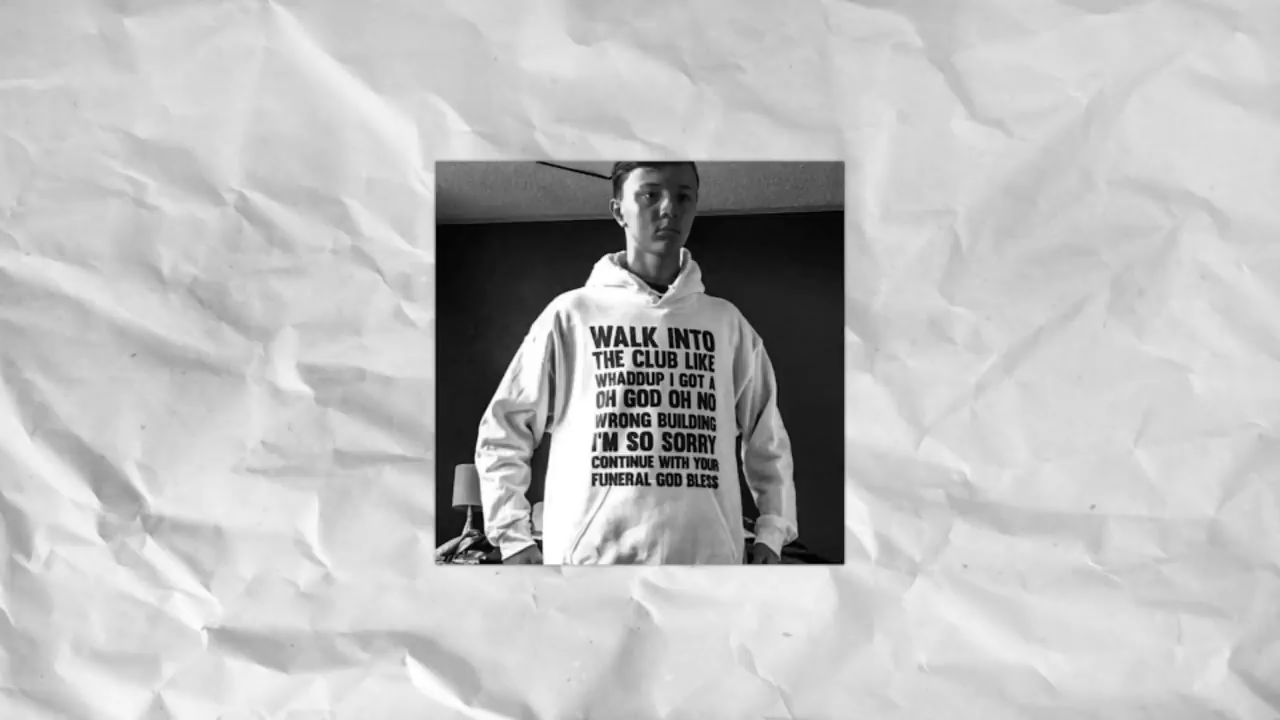 WALK INTO
THE CLUB LIKE
WHADDUP I GOT A
OH GOD OH NO
WRONG BUILDING
I'M SO SORRY
CONTINUE WITH YOUR
FUNERAL GOD BLESS